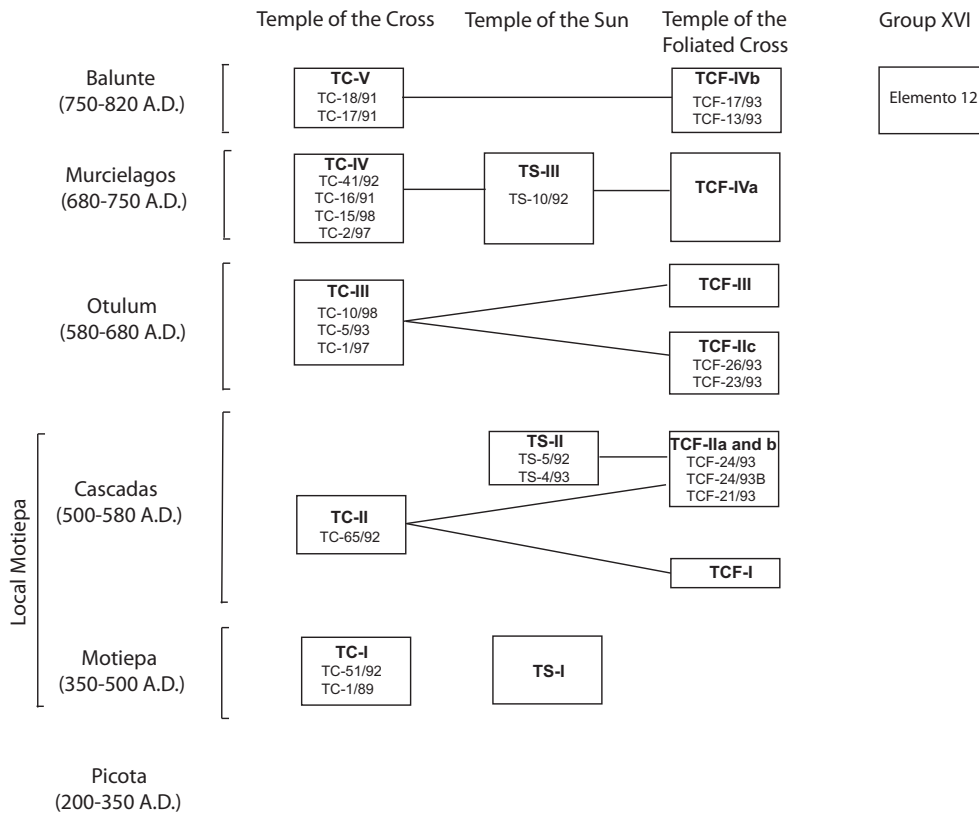 Temple of the Cross
Temple of the Sun
Temple of the
Foliated Cross
Group XVI
Balunte
(750-820 A.D.)
TC-V
TC-18/91
TC-17/91
TCF-IVb
TCF-17/93
TCF-13/93
Elemento 12
Murcielagos
(680-750 A.D.)
TC-IV
TC-41/92
TC-16/91
TC-15/98
TC-2/97
TS-III
TS-10/92
TCF-IVa
Otulum
(580-680 A.D.)
TC-III
TC-10/98
TC-5/93
TC-1/97
TCF-III
TCF-IIc
TCF-26/93
TCF-23/93
Local Motiepa
Cascadas
(500-580 A.D.)
TS-II
TS-5/92
TS-4/93
TCF-IIa and b
TCF-24/93
TCF-24/93B
TCF-21/93
TC-II
TC-65/92
TCF-I
Motiepa
(350-500 A.D.)
TC-I
TC-51/92
TC-1/89
TS-I
Picota
(200-350 A.D.)